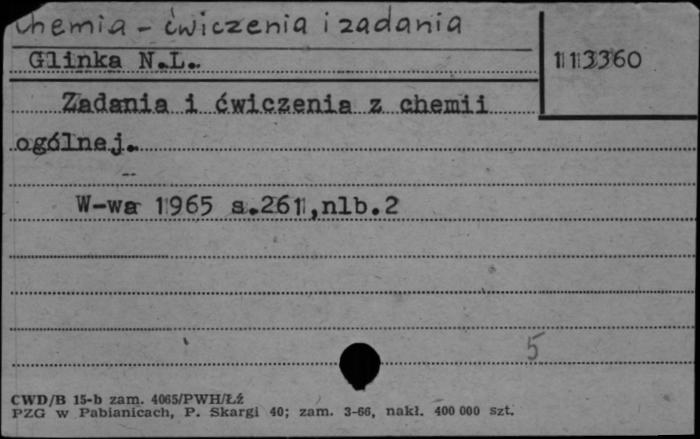 Chemia - ćwiczenia i zadania
Glinka N.L.
113360
Zadania i ćwiczenia z chemii
ogólnej.
W-wa 1965 s.261,nlb.2
5
CWD/B 15-b zam. 4065/PWH/Łź
PZG w Pabianicach, P. Skargi 40; zam. 3-66, nakł. 400 000 szt.